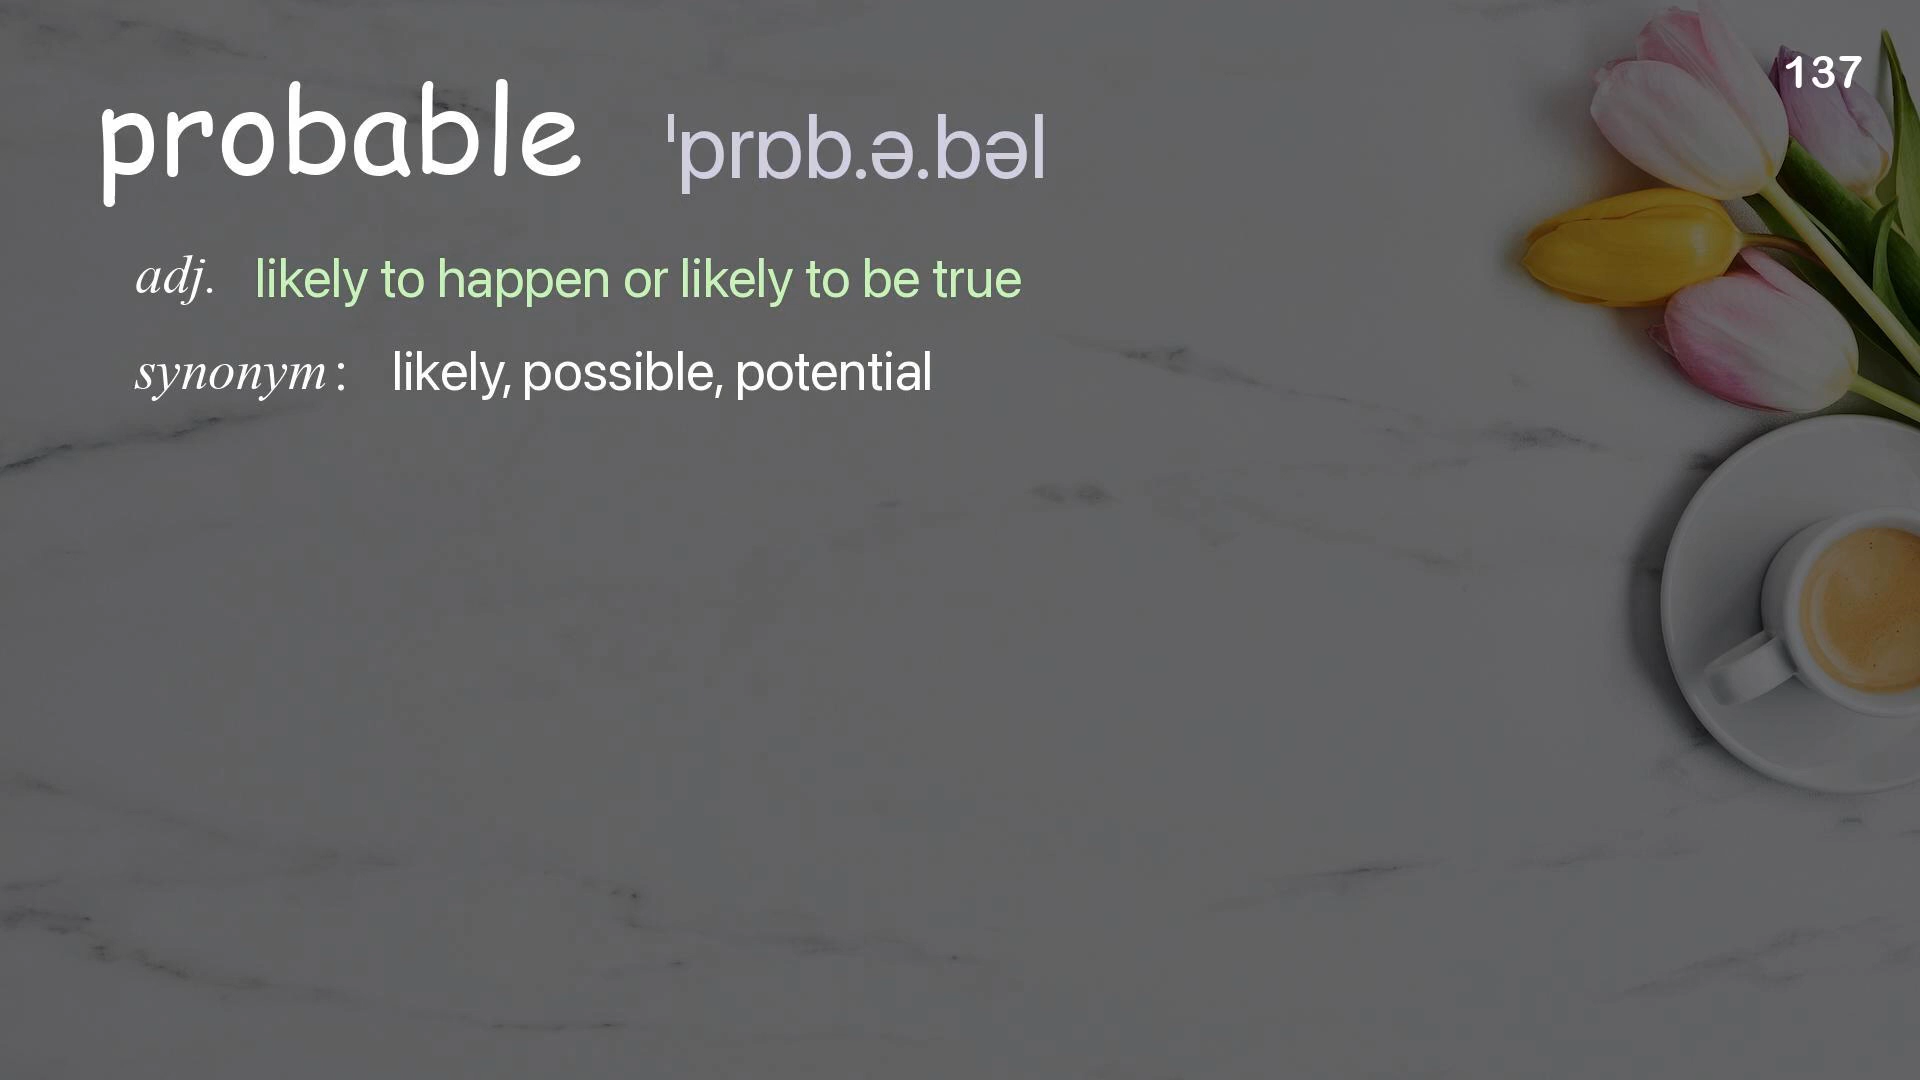 137
probable ˈprɒb.ə.bəl
adj. likely to happen or likely to be true
synonym: likely, possible, potential